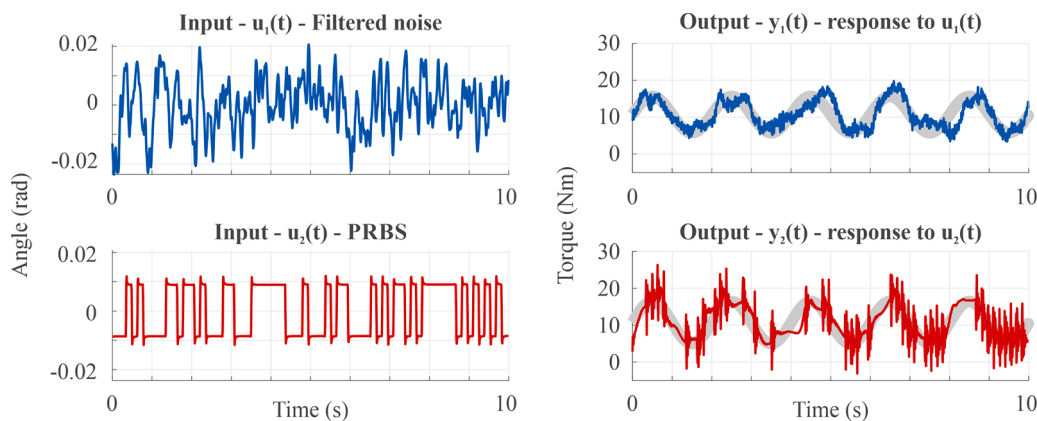 Input - u₁(t) - Filtered noise
0.02
0
-0.02
0
10
Input - u₂(t) - PRBS
0.02
0
-0.02
0
Time (s)
10
Angle (rad)
Output - y₁(t) - response to u₁(t)
30
20
10
0
0
10
Output - y₂(t) - response to u₂(t)
30
20
10
0
0
Time (s)
10
Torque (Nm)